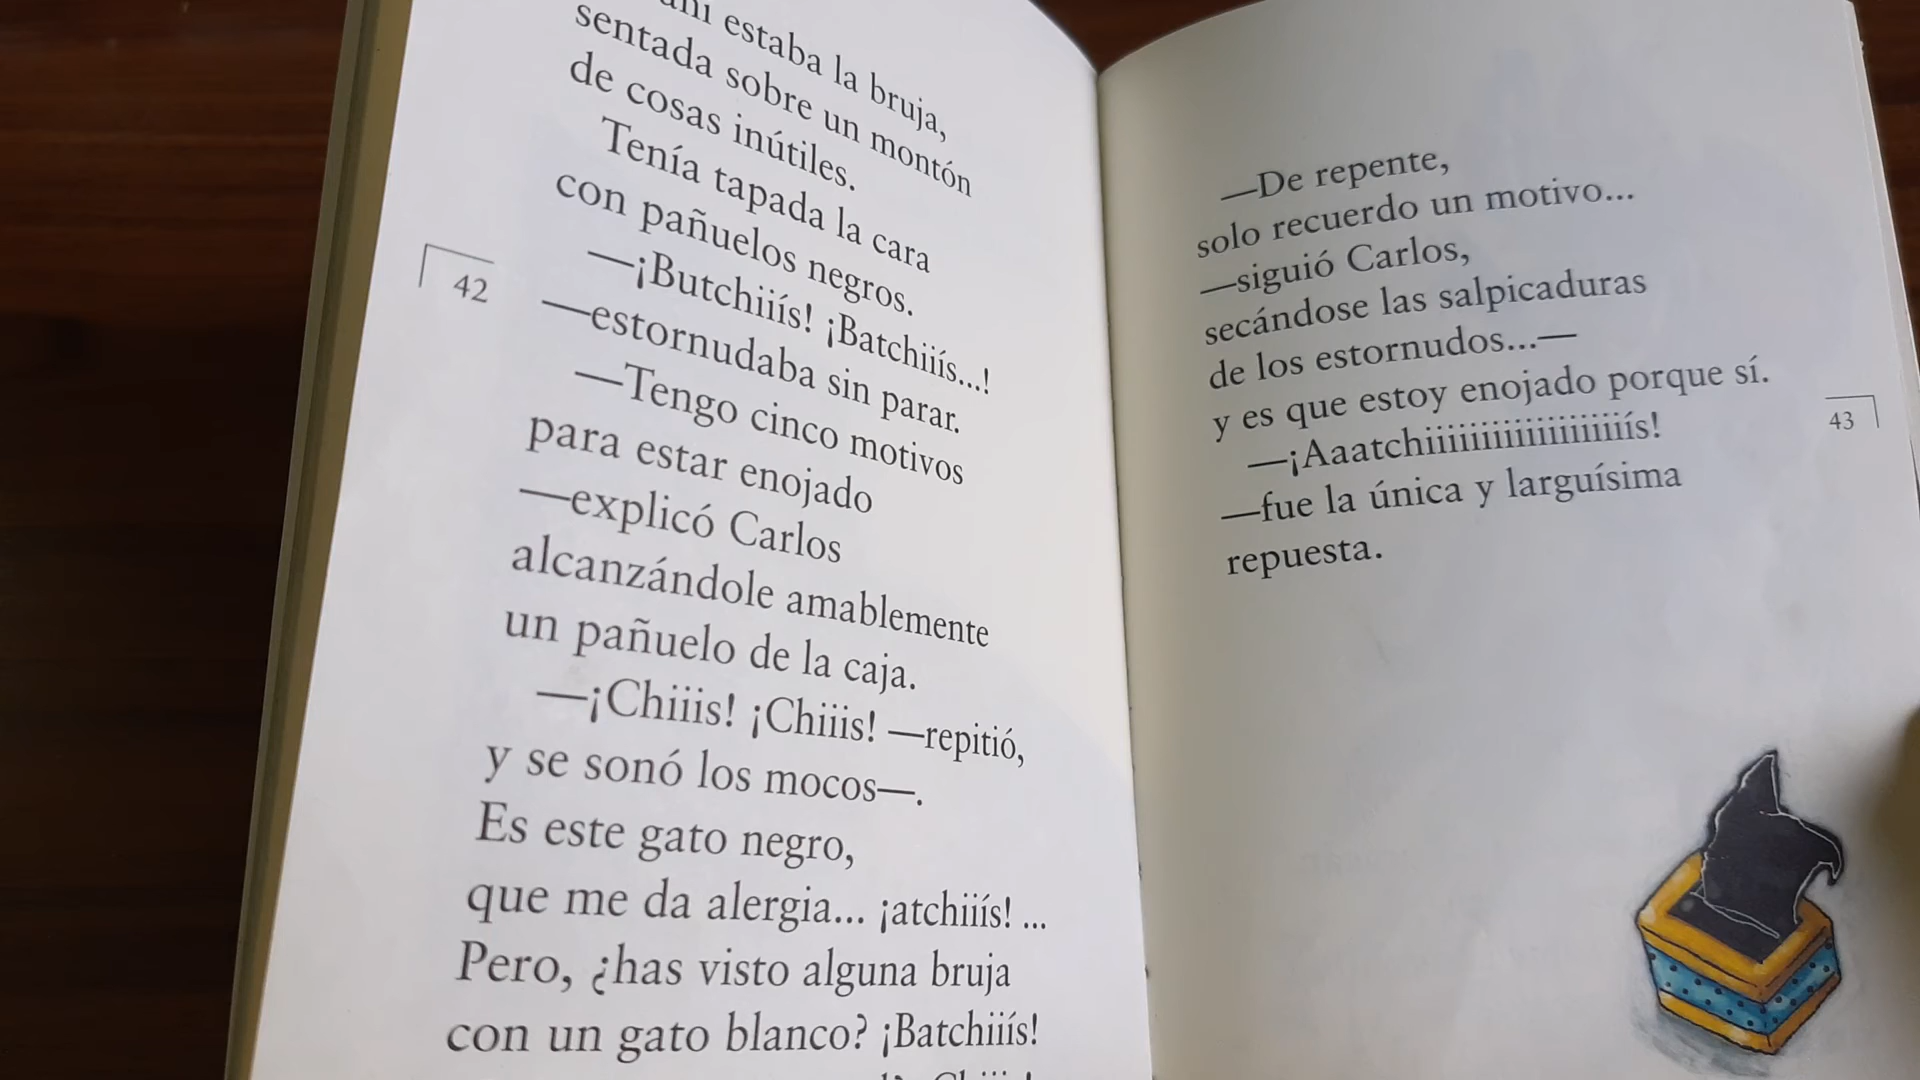 estaba la bruja,
sentada sobre un montón
de cosas inútiles.
Tenía tapada la cara
con pañuelos negros.
—¡Butchiiís! ¡Batchiiís...!
—estornudaba sin parar.
—Tengo cinco motivos
para estar enojado
—explicó Carlos
alcanzándole amablemente
un pañuelo de la caja.
—¡Chiiis! ¡Chiiis! —repitió,
y se sonó los mocos—.
Es este gato negro,
que me da alergia... ¡atchiiís! ...
Pero, ¿has visto alguna bruja
con un gato blanco? ¡Batchiiís!
42
—De repente,
solo recuerdo un motivo...
—siguió Carlos,
secándose las salpicaduras
de los estornudos...—
y es que estoy enojado porque sí.
—¡Aaatchiiiiiiiiiiiiiiiiiiís!
—fue la única y larguísima
repuesta.
43